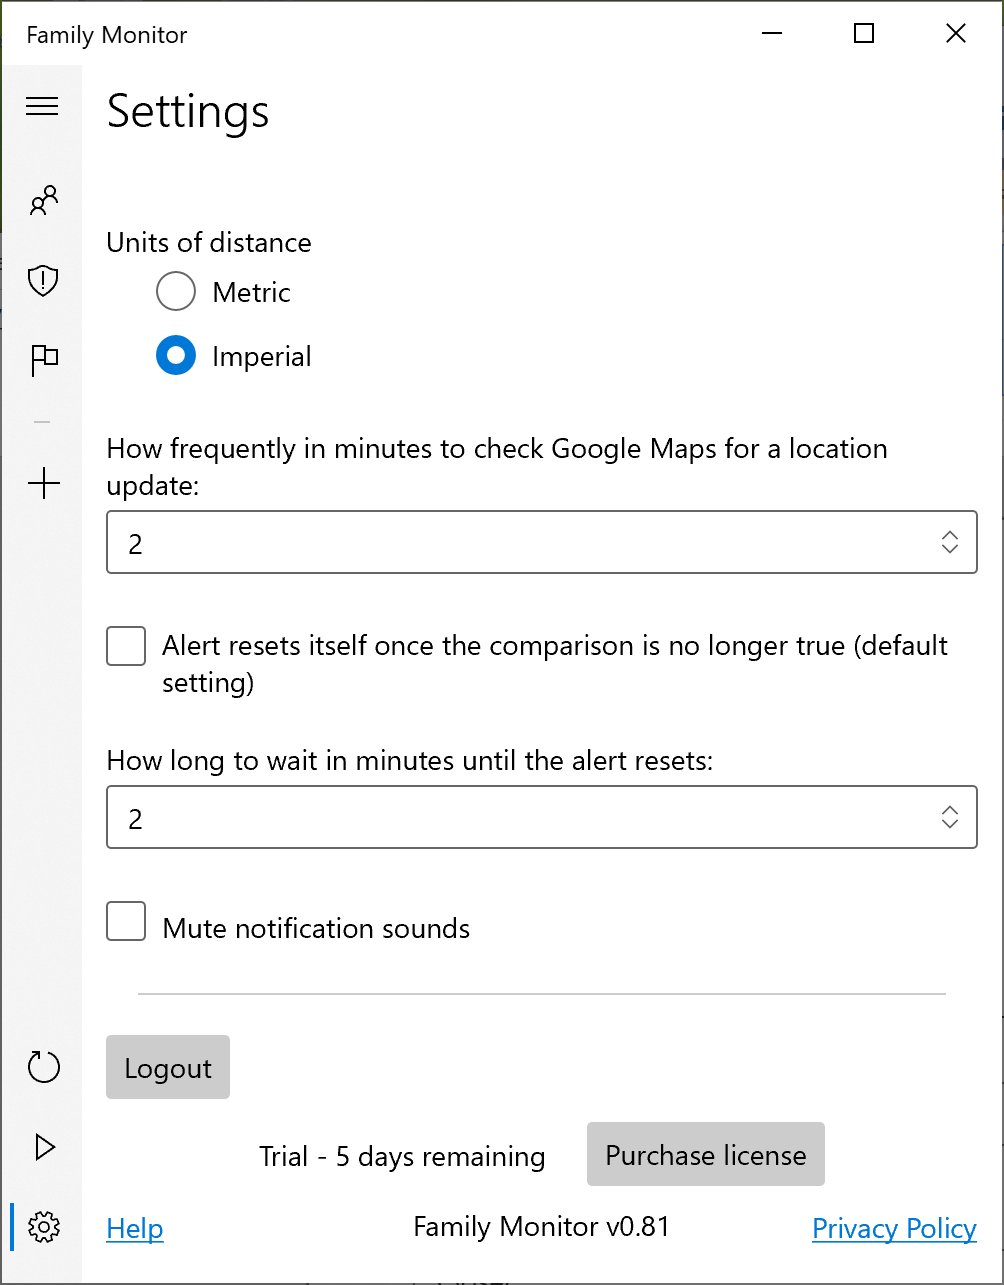 Family Monitor
Settings
Units of distance
Metric
Imperial
How frequently in minutes to check Google Maps for a location
update:
2
Alert resets itself once the comparison is no longer true (default
setting)
How long to wait in minutes until the alert resets:
2
Mute notification sounds
Logout
Trial - 5 days remaining
Purchase license
Help
Family Monitor v0.81
Privacy Policy